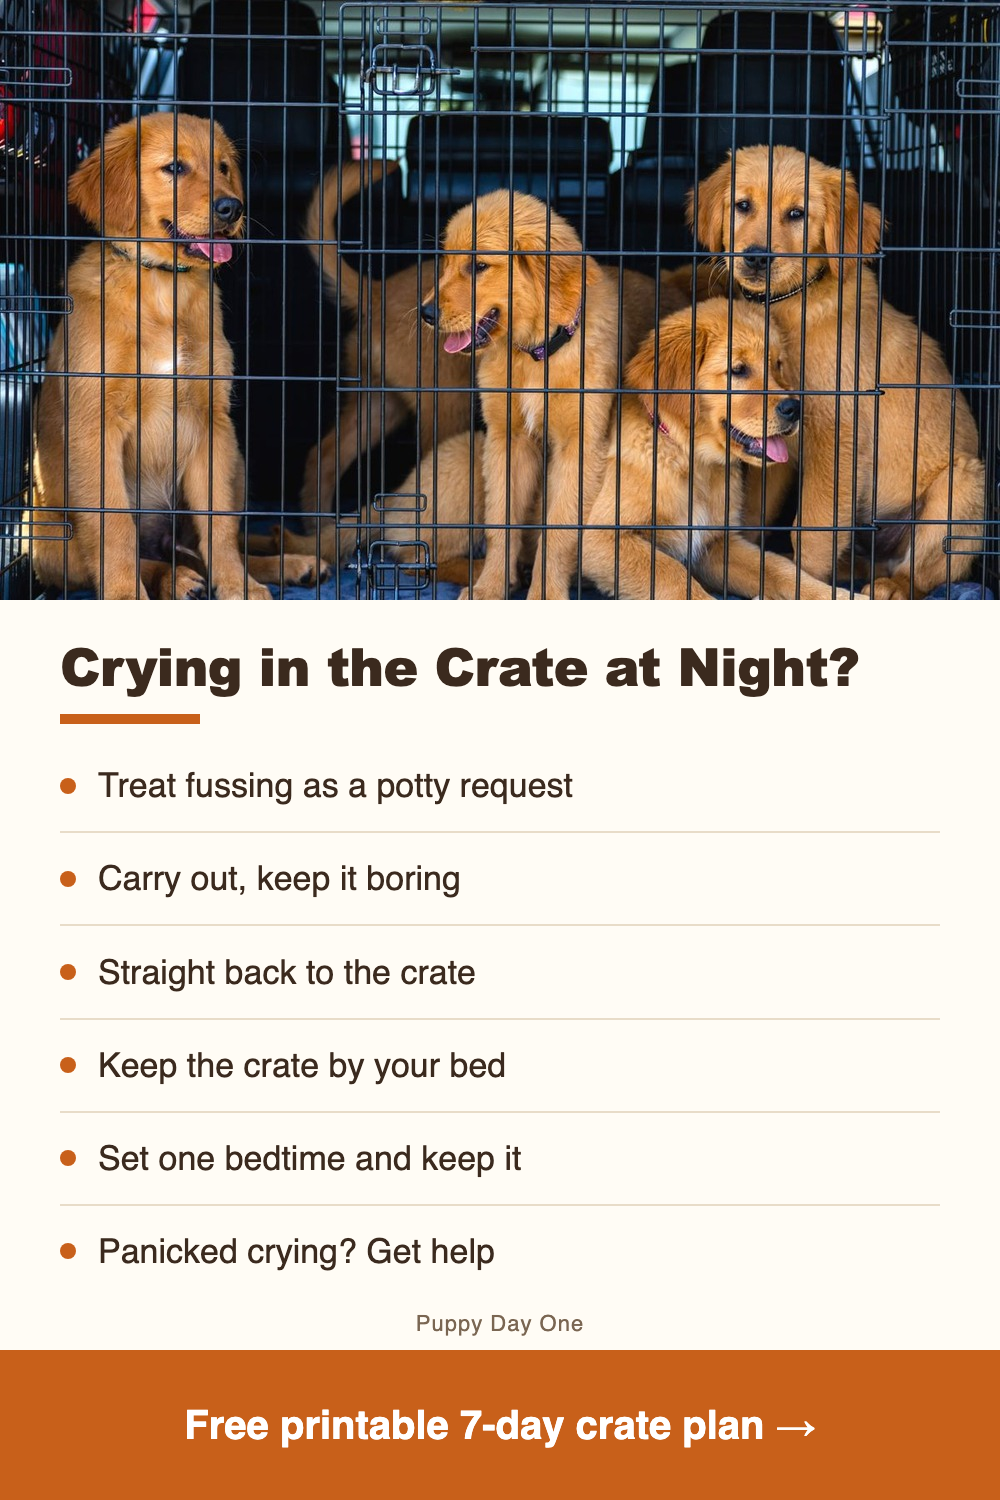 Crying in the Crate at Night?
Treat fussing as a potty request
Carry out, keep it boring
Straight back to the crate
Keep the crate by your bed
Set one bedtime and keep it
Panicked crying? Get help
Puppy Day One
Free printable 7-day crate plan →